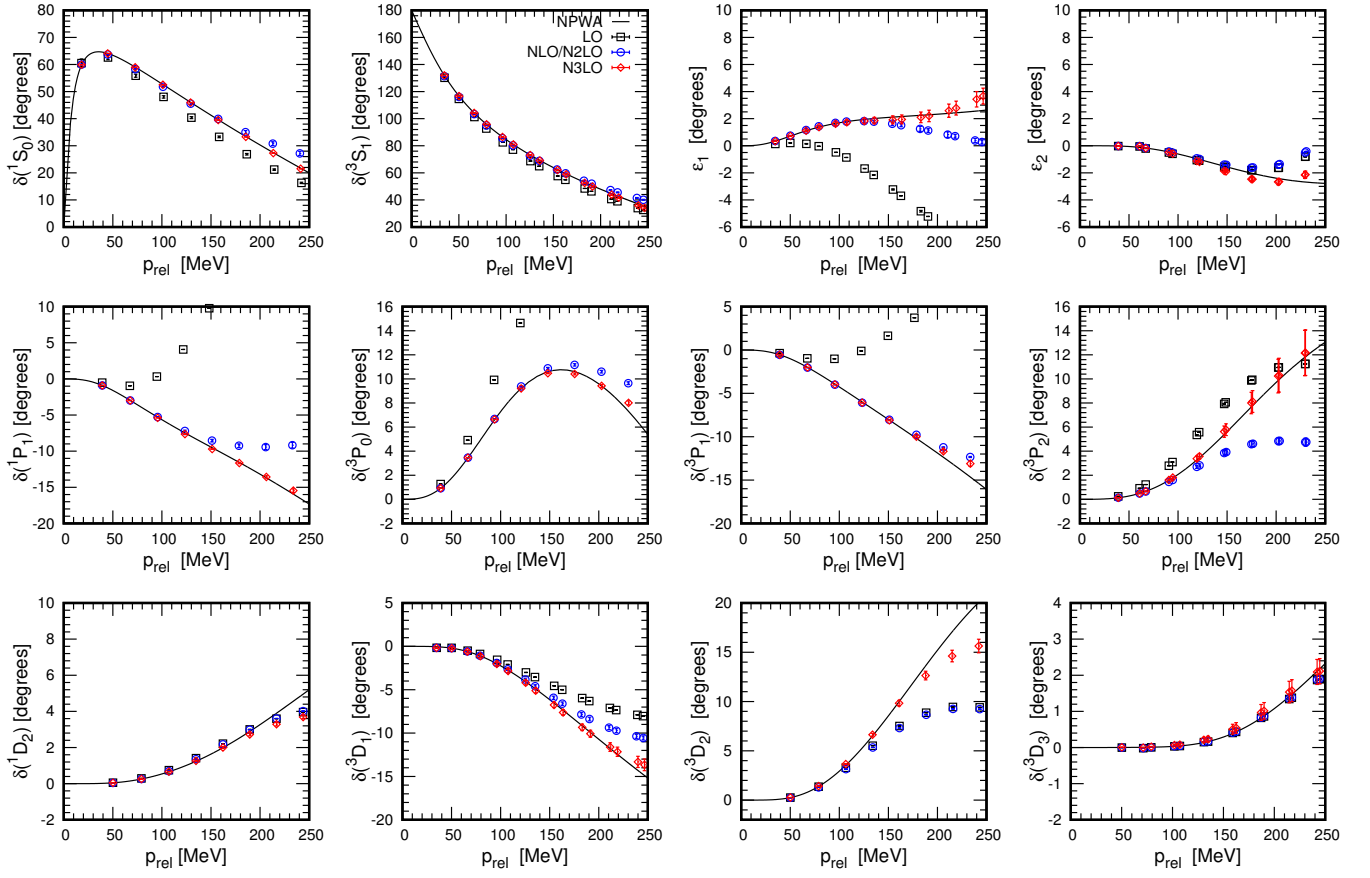 δ(¹S₀) [degrees]
80
70
60
50
40
30
20
10
0
0 50 100 150 200 250
p_rel [MeV]
δ(³S₁) [degrees]
180
160
140
120
100
80
60
40
20
NPWA
LO
NLO/N2LO
N3LO
0 50 100 150 200 250
p_rel [MeV]
ε₁ [degrees]
10
8
6
4
2
0
-2
-4
-6
0 50 100 150 200 250
p_rel [MeV]
ε₂ [degrees]
10
8
6
4
2
0
-2
-4
-6
0 50 100 150 200 250
p_rel [MeV]
δ(¹P₁) [degrees]
10
5
0
-5
-10
-15
-20
0 50 100 150 200 250
p_rel [MeV]
δ(³P₀) [degrees]
16
14
12
10
8
6
4
2
0
-2
0 50 100 150 200 250
p_rel [MeV]
δ(³P₁) [degrees]
5
0
-5
-10
-15
-20
0 50 100 150 200 250
p_rel [MeV]
δ(³P₂) [degrees]
16
14
12
10
8
6
4
2
0
-2
0 50 100 150 200 250
p_rel [MeV]
δ(¹D₂) [degrees]
10
8
6
4
2
0
-2
0 50 100 150 200 250
p_rel [MeV]
δ(³D₁) [degrees]
5
0
-5
-10
-15
-20
0 50 100 150 200 250
p_rel [MeV]
δ(³D₂) [degrees]
20
15
10
5
0
0 50 100 150 200 250
p_rel [MeV]
δ(³D₃) [degrees]
4
3
2
1
0
-1
-2
0 50 100 150 200 250
p_rel [MeV]